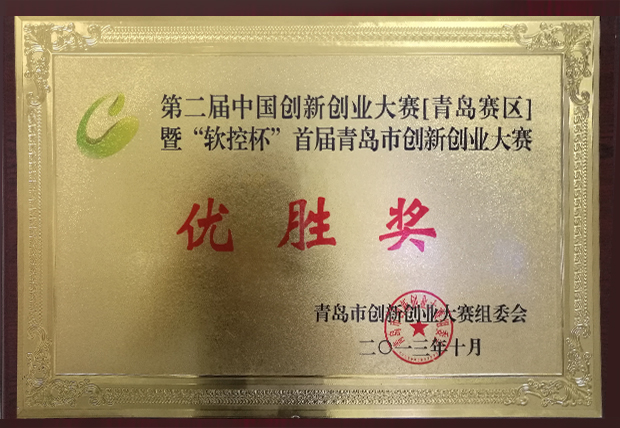 第二届中国创新创业大赛[青岛赛区]
暨“软控杯”首届青岛市创新创业大赛
优胜奖
青岛市创新创业大赛组委会
二〇一三年十月